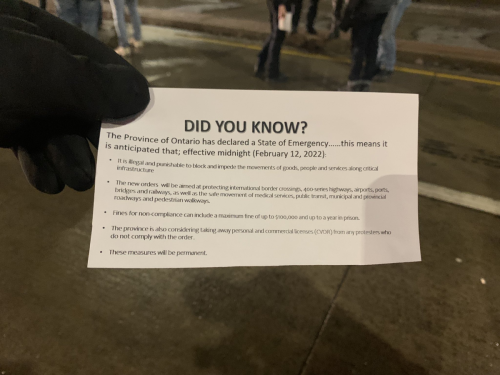 DID YOU KNOW?
The Province of Ontario has declared a State of Emergency......this means it
is anticipated that; effective midnight (February 12, 2022):
• It is illegal and punishable to block and impede the movements of goods, people and services along critical
infrastructure
• The new orders will be aimed at protecting international border crossings, 400-series highways, airports, ports,
bridges and railways, as well as the safe movement of medical services, public transit, municipal and provincial
roadways and pedestrian walkways.
• Fines for non-compliance can include a maximum fine of up to $100,000 and up to a year in prison.
• The province is also considering taking away personal and commercial licenses (CVOR) from any protesters who
do not comply with the order.
• These measures will be permanent.